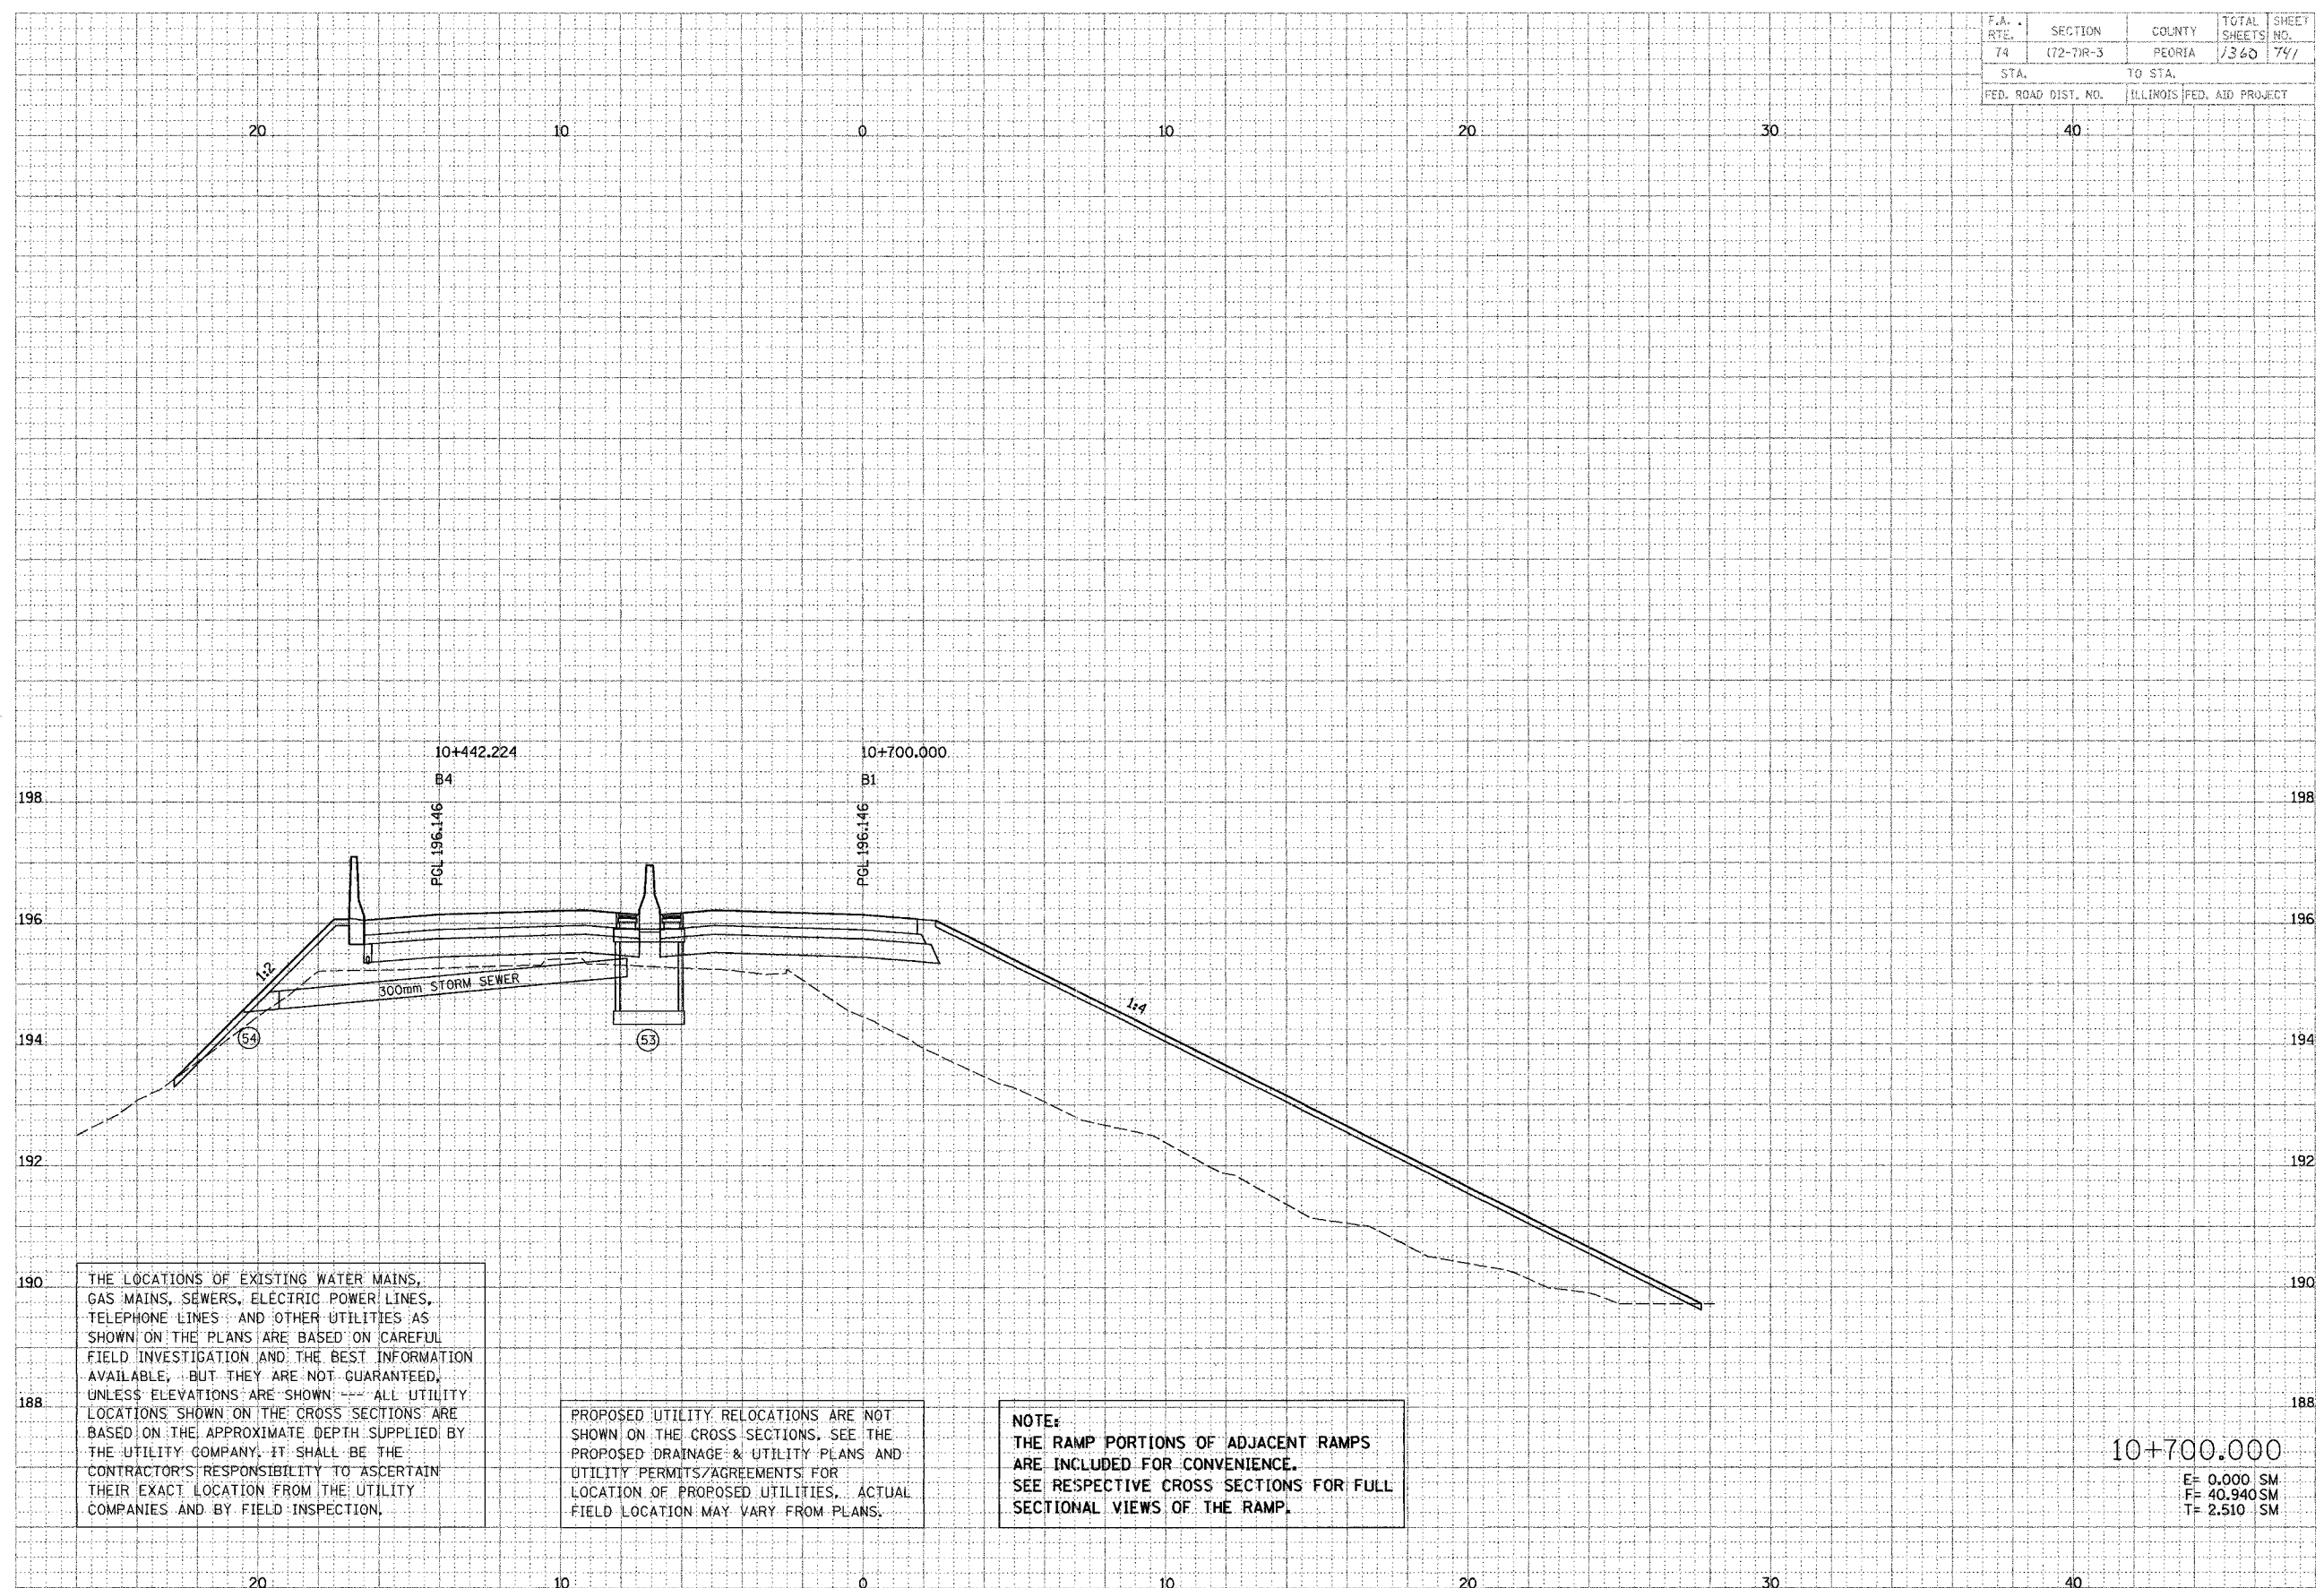 F.A. . SECTION COUNTY TOTAL SHEET
RTE. SHEETS NO.
74 (72-7)R-3 PEORIA 1360 741
STA. TO STA.
FED. ROAD DIST. NO. ILLINOIS FED. AID PROJECT
20 10 0 10 20 30 40
10+442.224 10+700.000
B4 B1
198 198
PGL 196.146 PGL 196.146
196 196
1:2
300mm STORM SEWER
1:4
54 53
194 194
192 192
190 190
188 188
THE LOCATIONS OF EXISTING WATER MAINS,
GAS MAINS, SEWERS, ELECTRIC POWER LINES,
TELEPHONE LINES AND OTHER UTILITIES AS
SHOWN ON THE PLANS ARE BASED ON CAREFUL
FIELD INVESTIGATION AND THE BEST INFORMATION
AVAILABLE, BUT THEY ARE NOT GUARANTEED,
UNLESS ELEVATIONS ARE SHOWN --- ALL UTILITY
LOCATIONS SHOWN ON THE CROSS SECTIONS ARE
BASED ON THE APPROXIMATE DEPTH SUPPLIED BY
THE UTILITY COMPANY. IT SHALL BE THE
CONTRACTOR'S RESPONSIBILITY TO ASCERTAIN
THEIR EXACT LOCATION FROM THE UTILITY
COMPANIES AND BY FIELD INSPECTION.
PROPOSED UTILITY RELOCATIONS ARE NOT
SHOWN ON THE CROSS SECTIONS. SEE THE
PROPOSED DRAINAGE & UTILITY PLANS AND
UTILITY PERMITS/AGREEMENTS FOR
LOCATION OF PROPOSED UTILITIES. ACTUAL
FIELD LOCATION MAY VARY FROM PLANS.
NOTE:
THE RAMP PORTIONS OF ADJACENT RAMPS
ARE INCLUDED FOR CONVENIENCE.
SEE RESPECTIVE CROSS SECTIONS FOR FULL
SECTIONAL VIEWS OF THE RAMP.
10+700.000
E= 0.000 SM
F= 40.940 SM
T= 2.510 SM
20 10 0 10 20 30 40